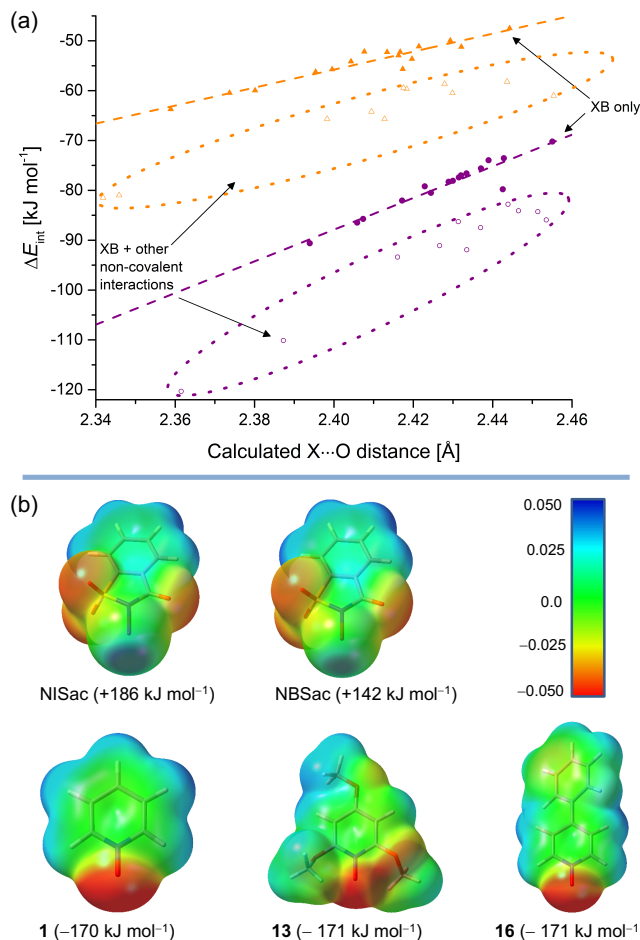 (a)
-50
-60
-70
-80
-90
-100
-110
-120
ΔE_int [kJ mol⁻¹]
XB only
XB + other
non-covalent
interactions
2.34 2.36 2.38 2.40 2.42 2.44 2.46
Calculated X···O distance [Å]
(b)
0.050
0.025
0.0
−0.025
−0.050
NISac (+186 kJ mol⁻¹) NBSac (+142 kJ mol⁻¹)
1 (−170 kJ mol⁻¹) 13 (− 171 kJ mol⁻¹) 16 (− 171 kJ mol⁻¹)